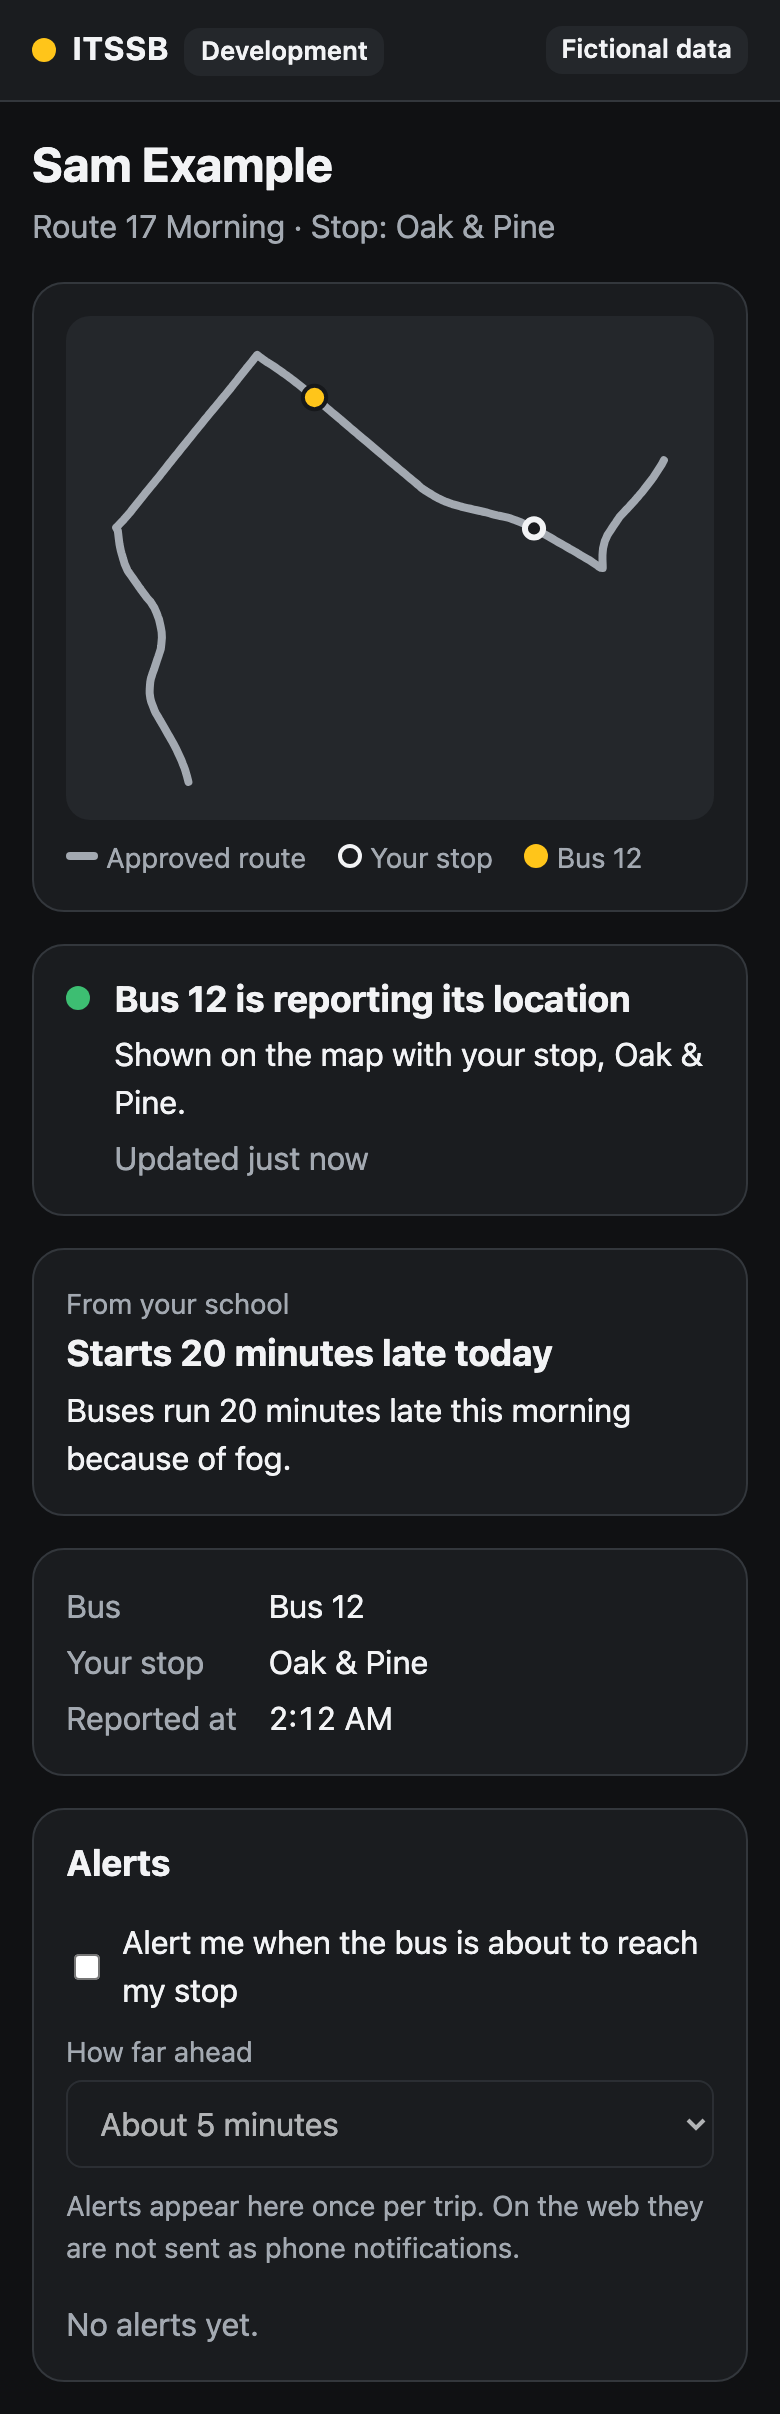 ITSSB Development Fictional data
Sam Example
Route 17 Morning · Stop: Oak & Pine
Approved route Your stop Bus 12
Bus 12 is reporting its location
Shown on the map with your stop, Oak &
Pine.
Updated just now
From your school
Starts 20 minutes late today
Buses run 20 minutes late this morning
because of fog.
Bus Bus 12
Your stop Oak & Pine
Reported at 2:12 AM
Alerts
Alert me when the bus is about to reach
my stop
How far ahead
About 5 minutes
Alerts appear here once per trip. On the web they
are not sent as phone notifications.
No alerts yet.